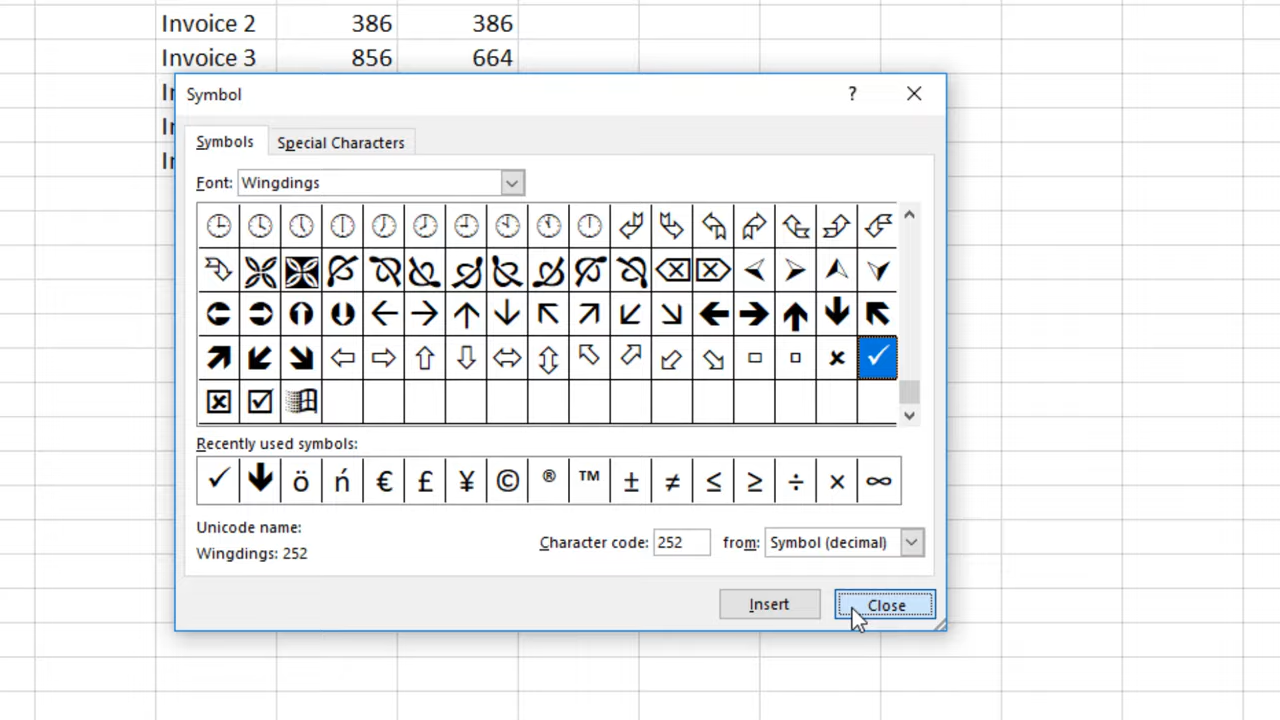 Invoice 2 386 386
Invoice 3 856 664
Symbol ?
Symbols Special Characters
Font: Wingdings
Recently used symbols:
✓ 🡇 ö ń € £ ¥ © ® ™ ± ≠ ≤ ≥ ÷ × ∞
Unicode name:
Wingdings: 252
Character code: 252 from: Symbol (decimal)
Insert Close